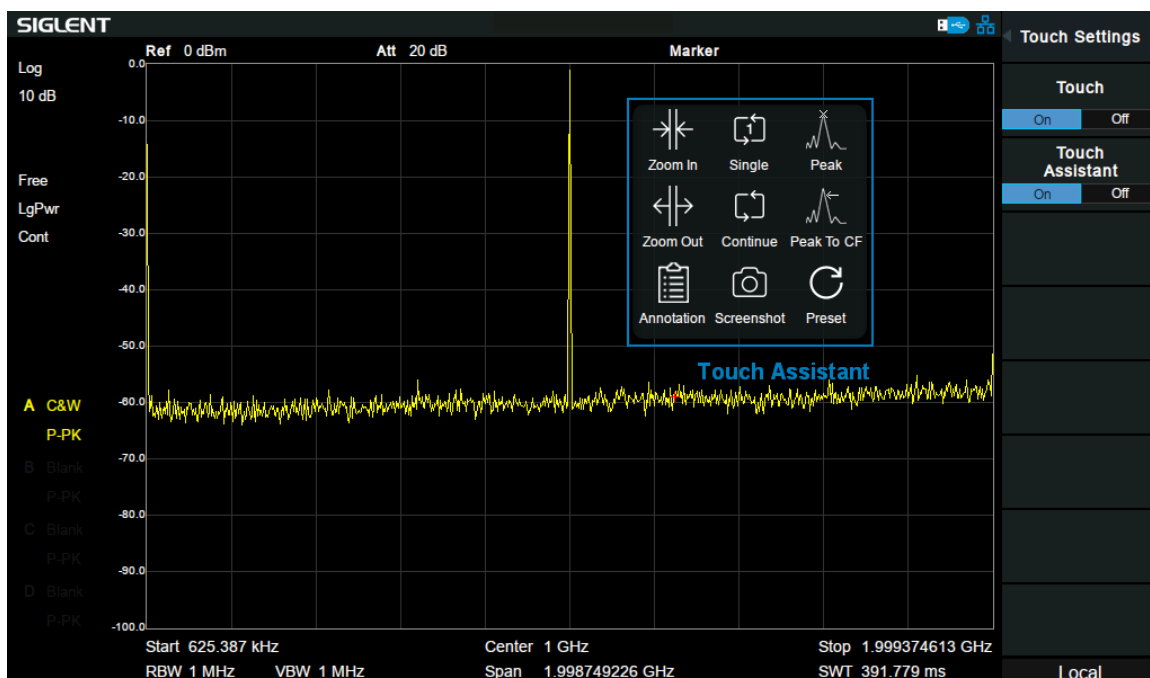 SIGLENT
Ref 0 dBm Att 20 dB Marker
Touch Settings
Log
10 dB
Free
LgPwr
Cont
A C&W
P-PK
B Blank
P-PK
C Blank
P-PK
D Blank
P-PK
0.0
-10.0
-20.0
-30.0
-40.0
-50.0
-60.0
-70.0
-80.0
-90.0
-100.0
1
Zoom In Single Peak
Zoom Out Continue Peak To CF
Annotation Screenshot Preset
Touch Assistant
Start 625.387 kHz Center 1 GHz Stop 1.999374613 GHz
RBW 1 MHz VBW 1 MHz Span 1.998749226 GHz SWT 391.779 ms
Touch
On Off
Touch
Assistant
On Off
Local